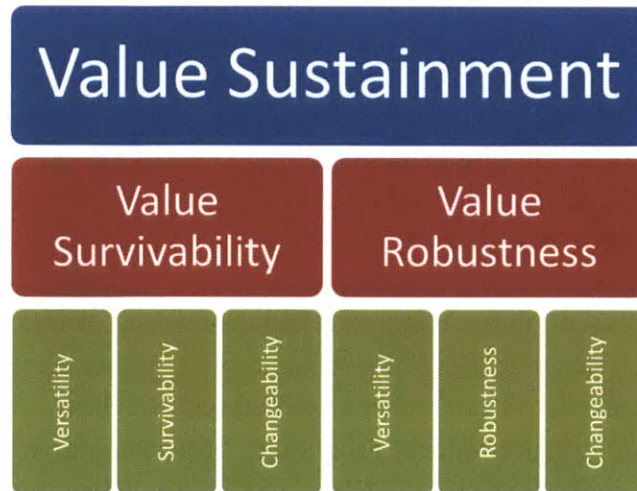 Value Sustainment
Value
Survivability
Value
Robustness
Versatility
Survivability
Changeability
Versatility
Robustness
Changeability